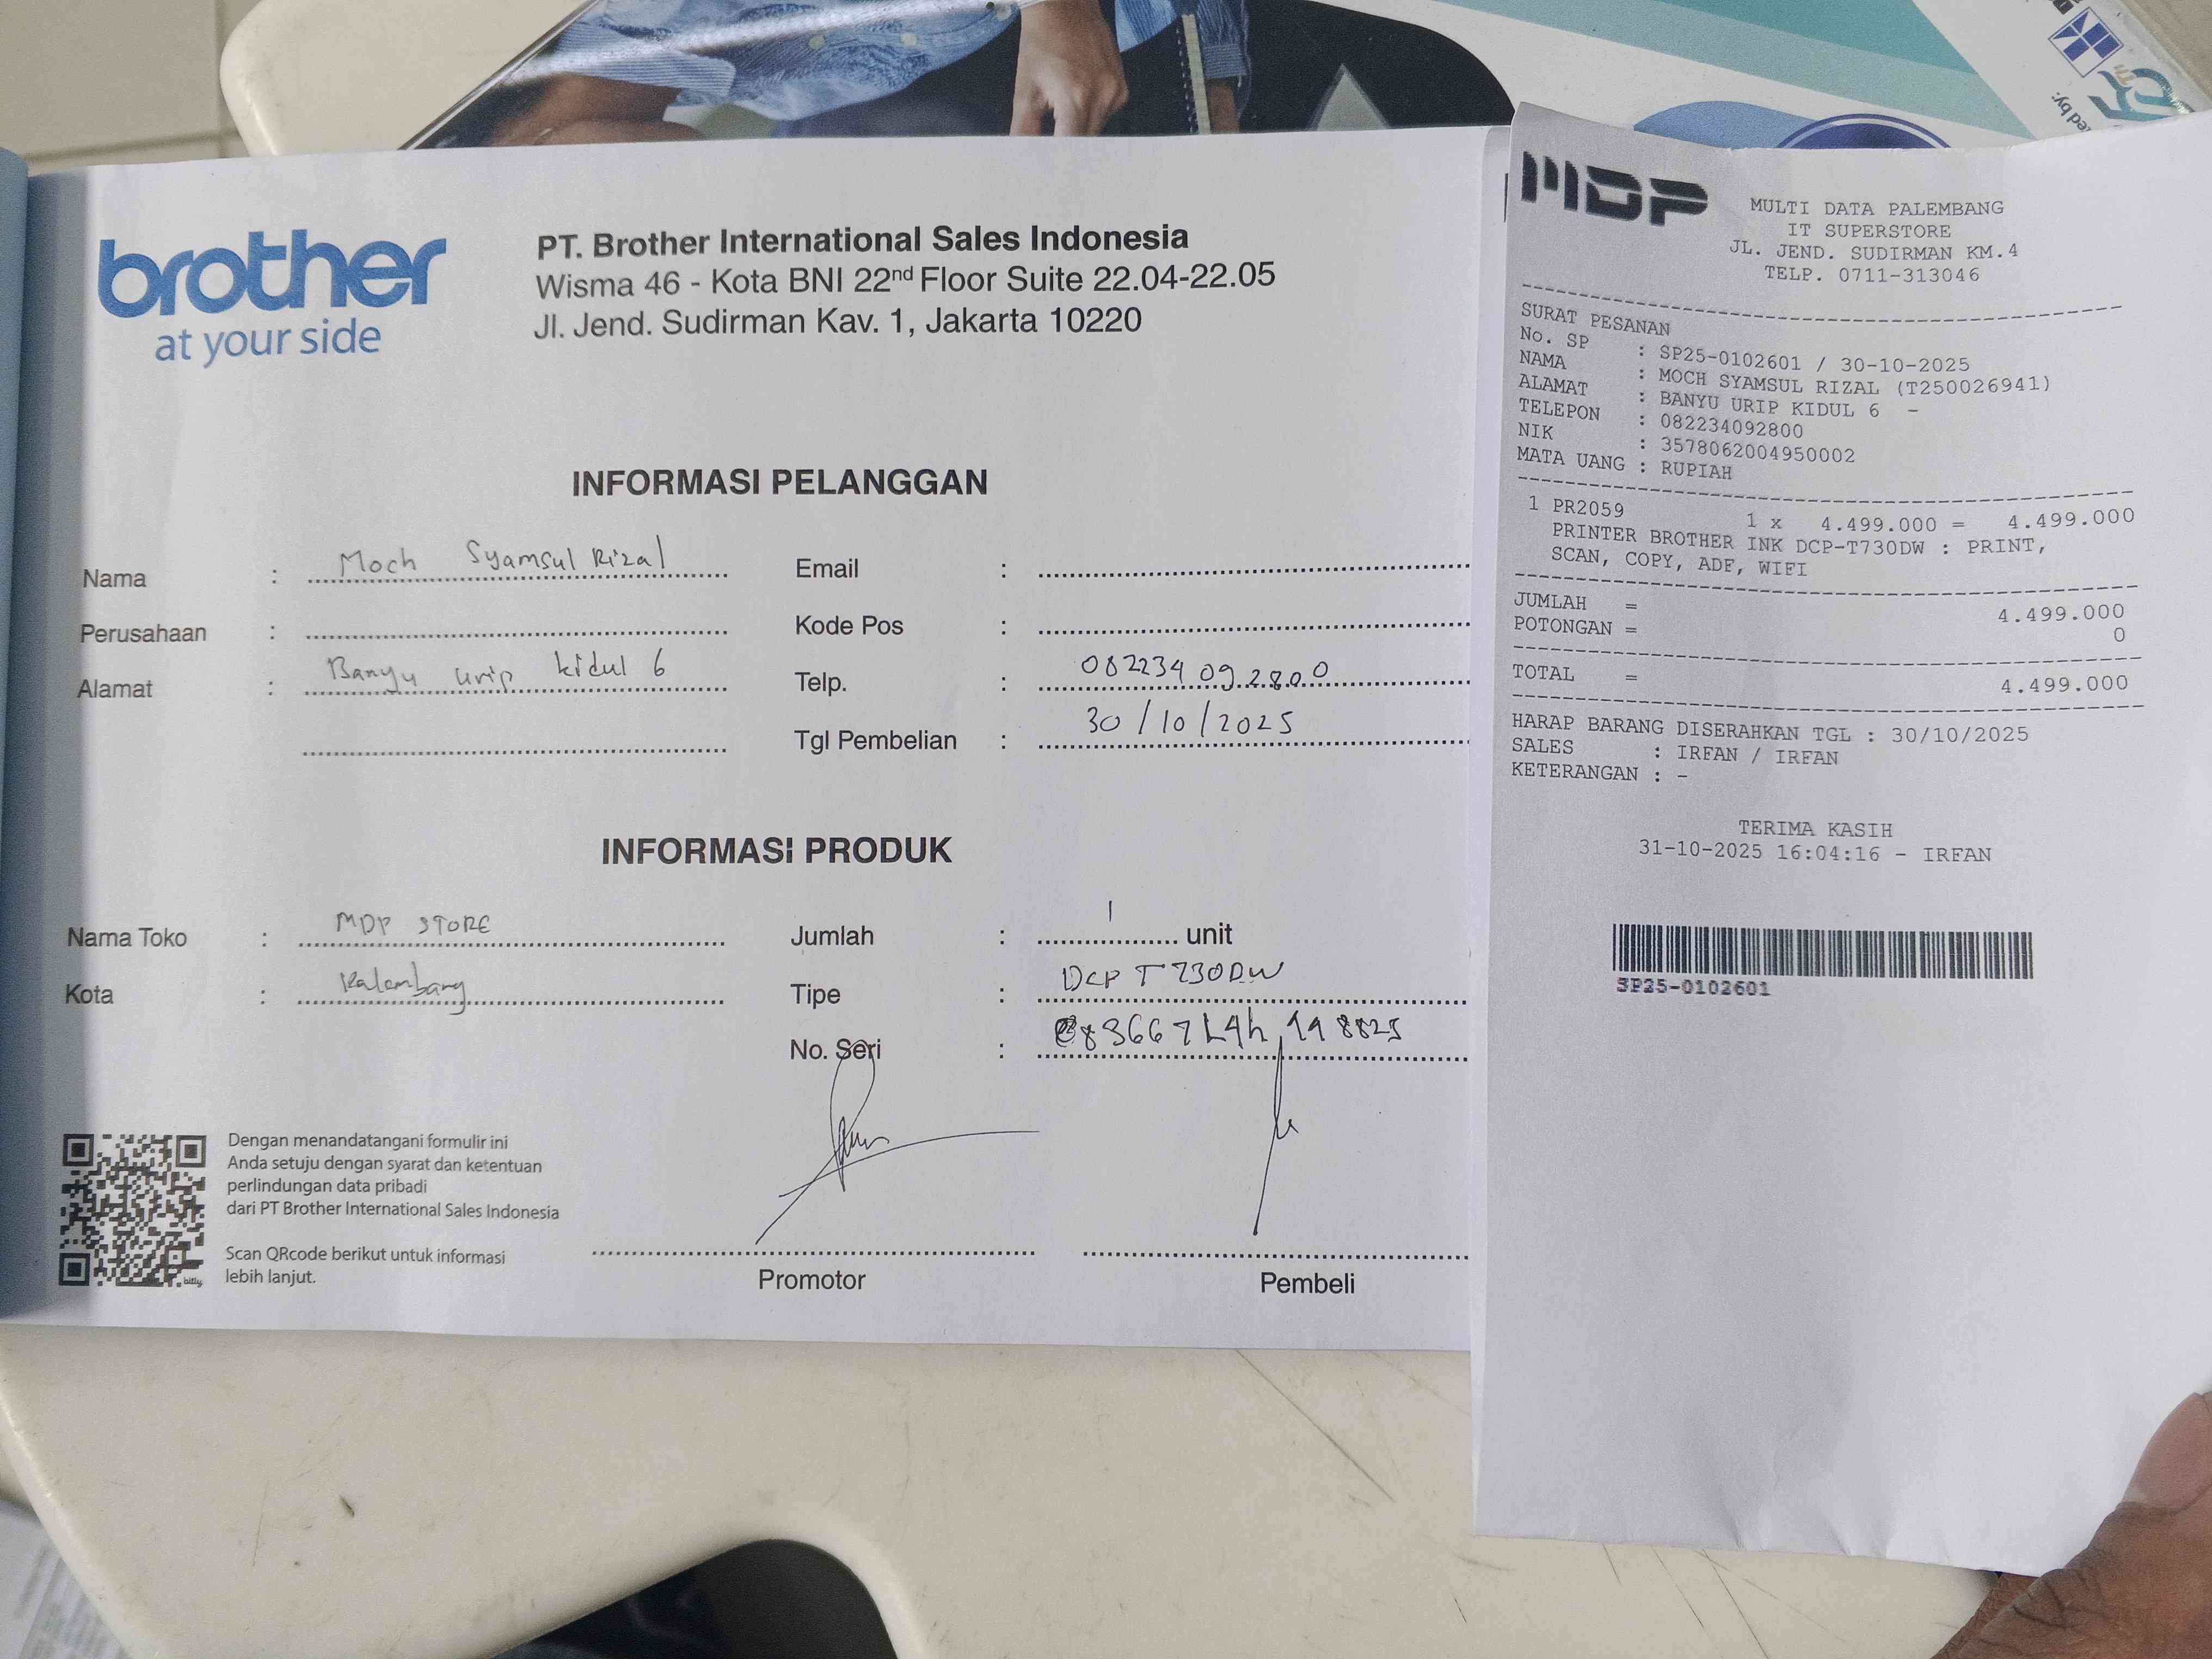 brother
at your side
PT. Brother International Sales Indonesia
Wisma 46 - Kota BNI 22nd Floor Suite 22.04-22.05
Jl. Jend. Sudirman Kav. 1, Jakarta 10220
INFORMASI PELANGGAN
Nama : Moch Syamsul Rizal
Perusahaan :
Alamat : Banyu urip kidul 6
Email :
Kode Pos :
Telp. : 082234 092800
Tgl Pembelian : 30/10/2025
INFORMASI PRODUK
Nama Toko : MDP STORE
Kota : Palembang
Jumlah : 1 unit
Tipe : DCP T730DW
No. Seri :
Dengan menandatangani formulir ini
Anda setuju dengan syarat dan ketentuan
perlindungan data pribadi
dari PT Brother International Sales Indonesia
Scan QRcode berikut untuk informasi
lebih lanjut.
bitly
Promotor
Pembeli
MDP
MULTI DATA PALEMBANG
IT SUPERSTORE
JL. JEND. SUDIRMAN KM.4
TELP. 0711-313046
SURAT PESANAN
No. SP : SP25-0102601 / 30-10-2025
NAMA : MOCH SYAMSUL RIZAL (T250026941)
ALAMAT : BANYU URIP KIDUL 6 -
TELEPON : 082234092800
NIK : 3578062004950002
MATA UANG : RUPIAH
1 PR2059 1 x 4.499.000 = 4.499.000
PRINTER BROTHER INK DCP-T730DW : PRINT,
SCAN, COPY, ADF, WIFI
JUMLAH = 4.499.000
POTONGAN = 0
TOTAL = 4.499.000
HARAP BARANG DISERAHKAN TGL : 30/10/2025
SALES : IRFAN / IRFAN
KETERANGAN : -
TERIMA KASIH
31-10-2025 16:04:16 - IRFAN
SP25-0102601